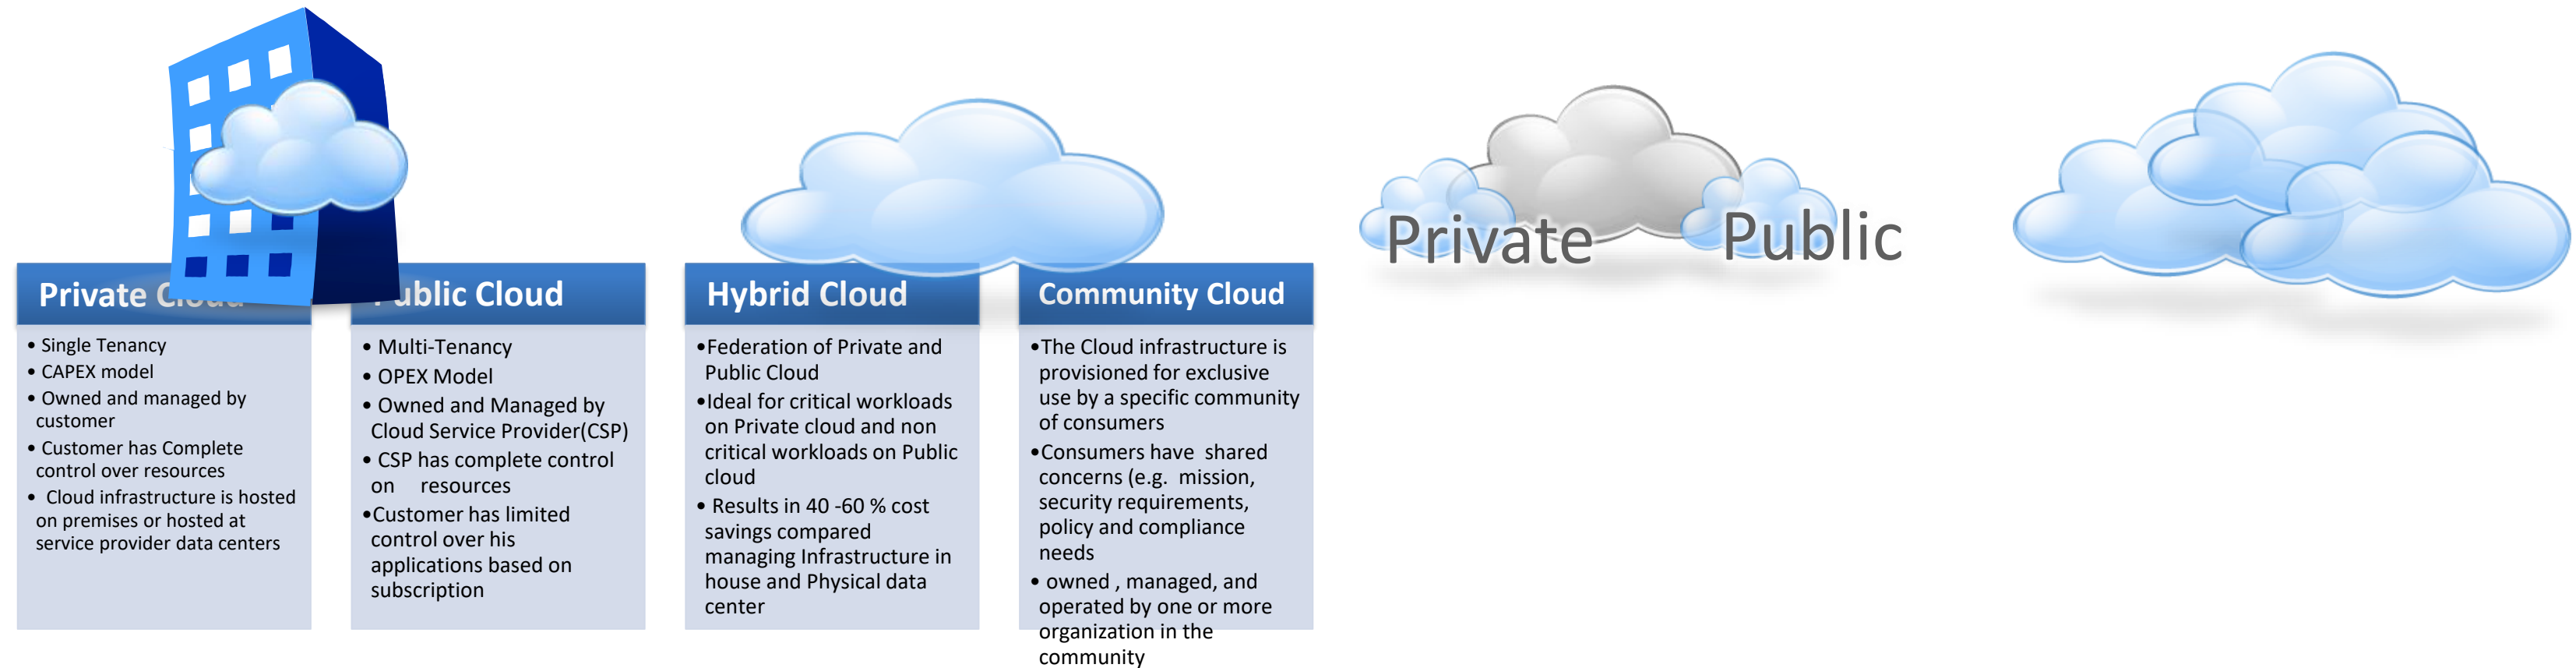 Private Cloud
• Single Tenancy
• CAPEX model
• Owned and managed by
customer
• Customer has Complete
control over resources
• Cloud infrastructure is hosted
on premises or hosted at
service provider data centers
Public Cloud
• Multi-Tenancy
• OPEX Model
• Owned and Managed by
Cloud Service Provider(CSP)
• CSP has complete control
on resources
•Customer has limited
control over his
applications based on
subscription
Hybrid Cloud
•Federation of Private and
Public Cloud
•Ideal for critical workloads
on Private cloud and non
critical workloads on Public
cloud
• Results in 40 -60 % cost
savings compared
managing Infrastructure in
house and Physical data
center
Community Cloud
•The Cloud infrastructure is
provisioned for exclusive
use by a specific community
of consumers
•Consumers have shared
concerns (e.g. mission,
security requirements,
policy and compliance
needs
• owned , managed, and
operated by one or more
organization in the
community
Private
Public